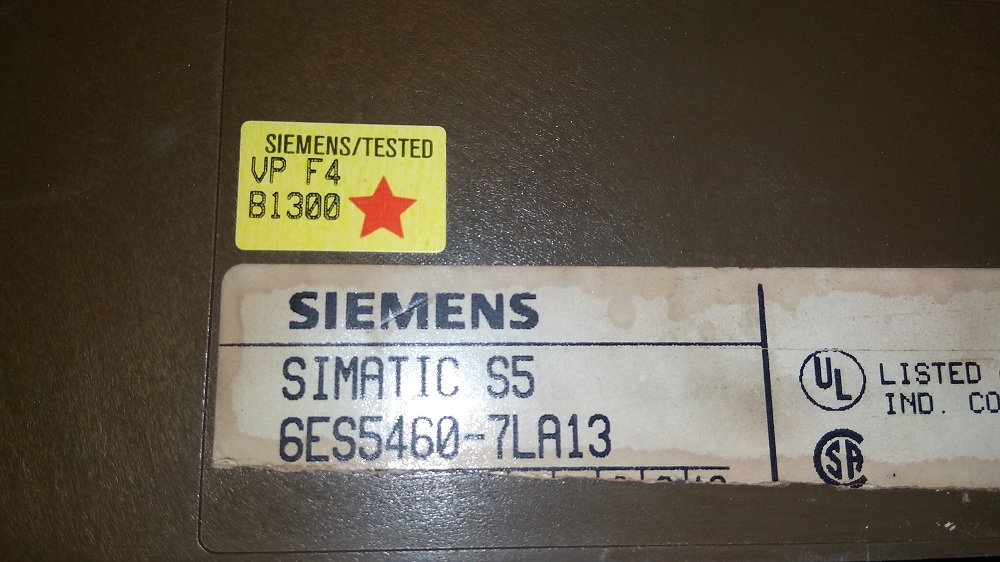 SIEMENS/TESTED
VP F4
B1300
SIEMENS
SIMATIC S5
6ES5460-7LA13
UL
LISTED
IND. CO
SA